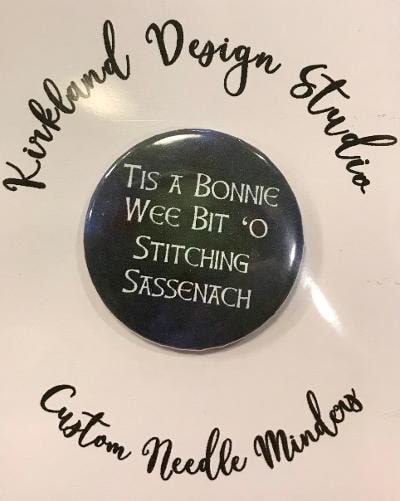 Kirkland Design Studio
Tis a Bonnie
Wee Bit ‘o
Stitching
Sassenach
Custom Needle Minders